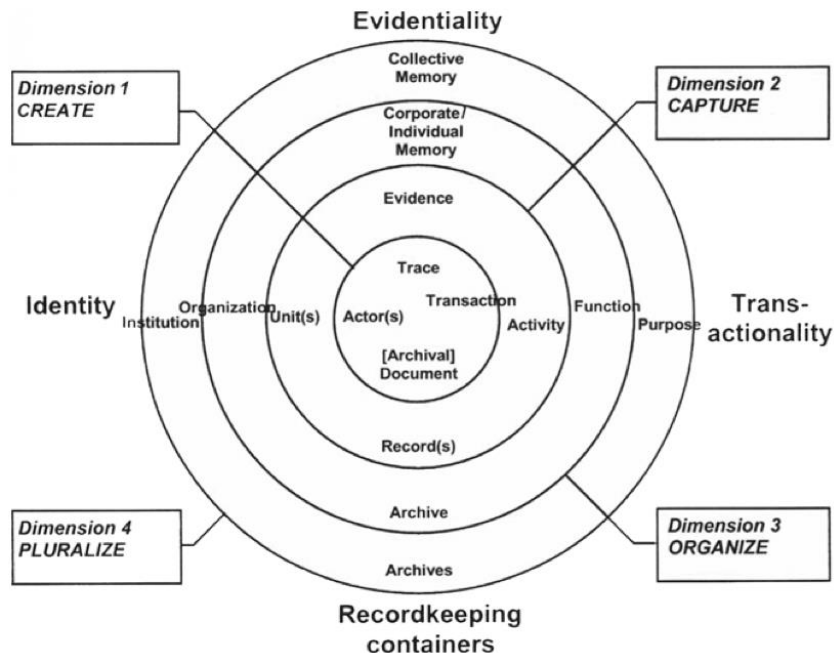 Evidentiality
Collective
Memory
Dimension 1
CREATE
Dimension 2
CAPTURE
Corporate/
Individual
Memory
Evidence
Trace
Identity
Institution
Organization
Unit(s)
Actor(s)
Transaction
Activity
Function
Purpose
Trans-
actionality
[Archival]
Document
Record(s)
Archive
Archives
Dimension 4
PLURALIZE
Dimension 3
ORGANIZE
Recordkeeping
containers